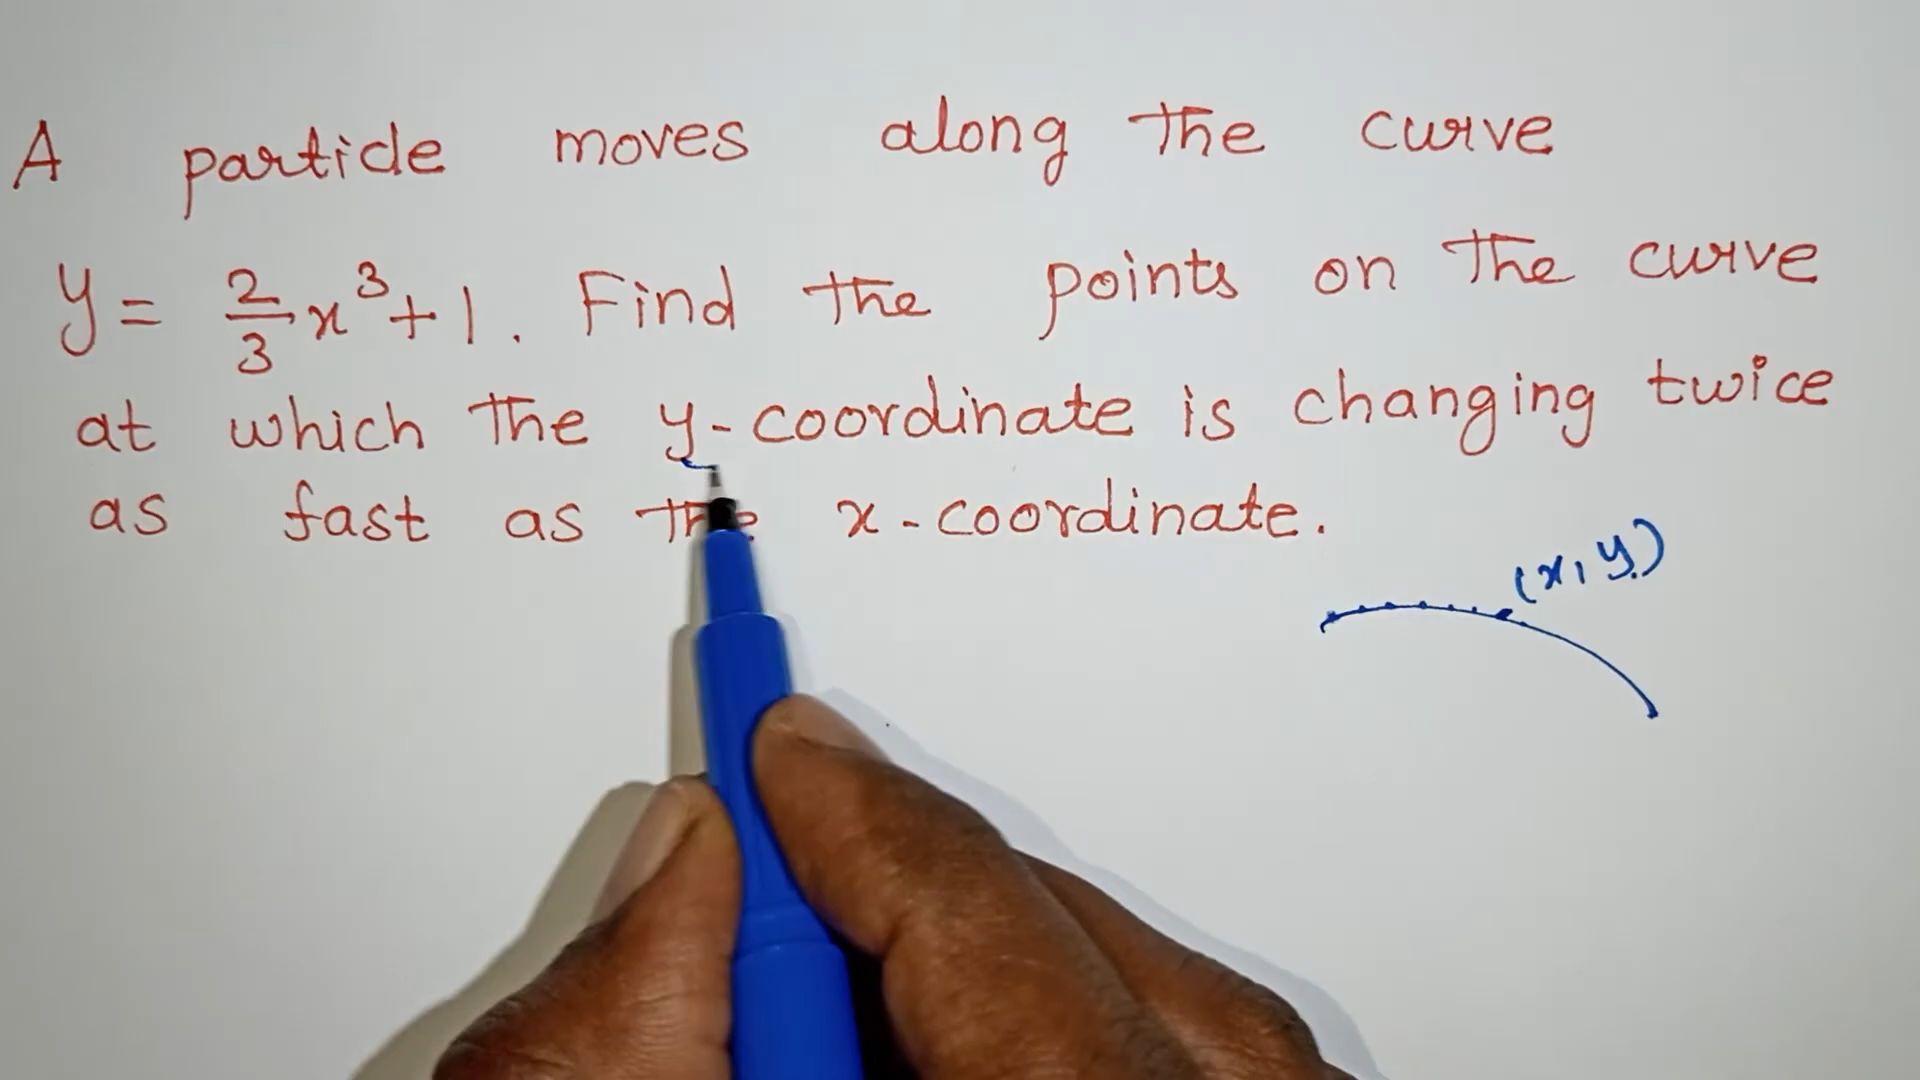 A particle moves along the curve
y = 2/3 x³ + 1. Find the points on the curve
at which the y-coordinate is changing twice
as fast as the x-coordinate.
(x, y)